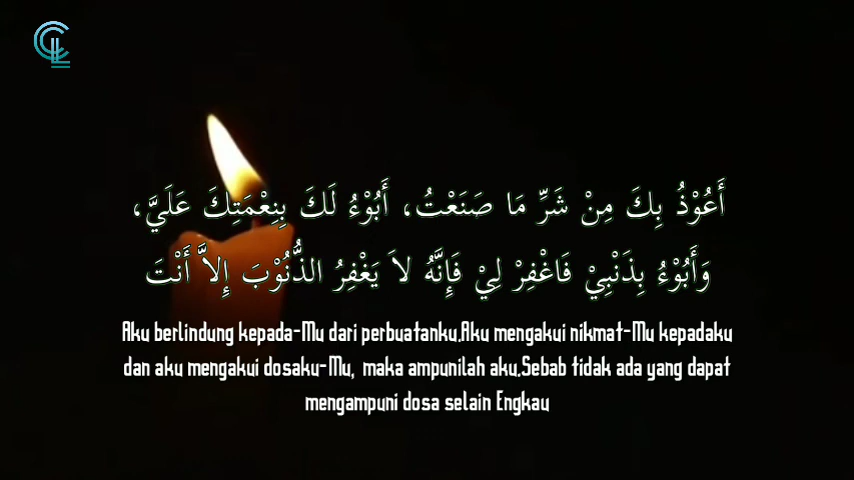 أَعُوْذُ بِكَ مِنْ شَرِّ مَا صَنَعْتُ، أَبُوْءُ لَكَ بِنِعْمَتِكَ عَلَيَّ،
وَأَبُوْءُ بِذَنْبِيْ فَاغْفِرْ لِيْ فَإِنَّهُ لاَ يَغْفِرُ الذُّنُوْبَ إِلاَّ أَنْتَ
Aku berlindung kepada-Mu dari perbuatanku.Aku mengakui nikmat-Mu kepadaku
dan aku mengakui dosaku-Mu, maka ampunilah aku.Sebab tidak ada yang dapat
mengampuni dosa selain Engkau